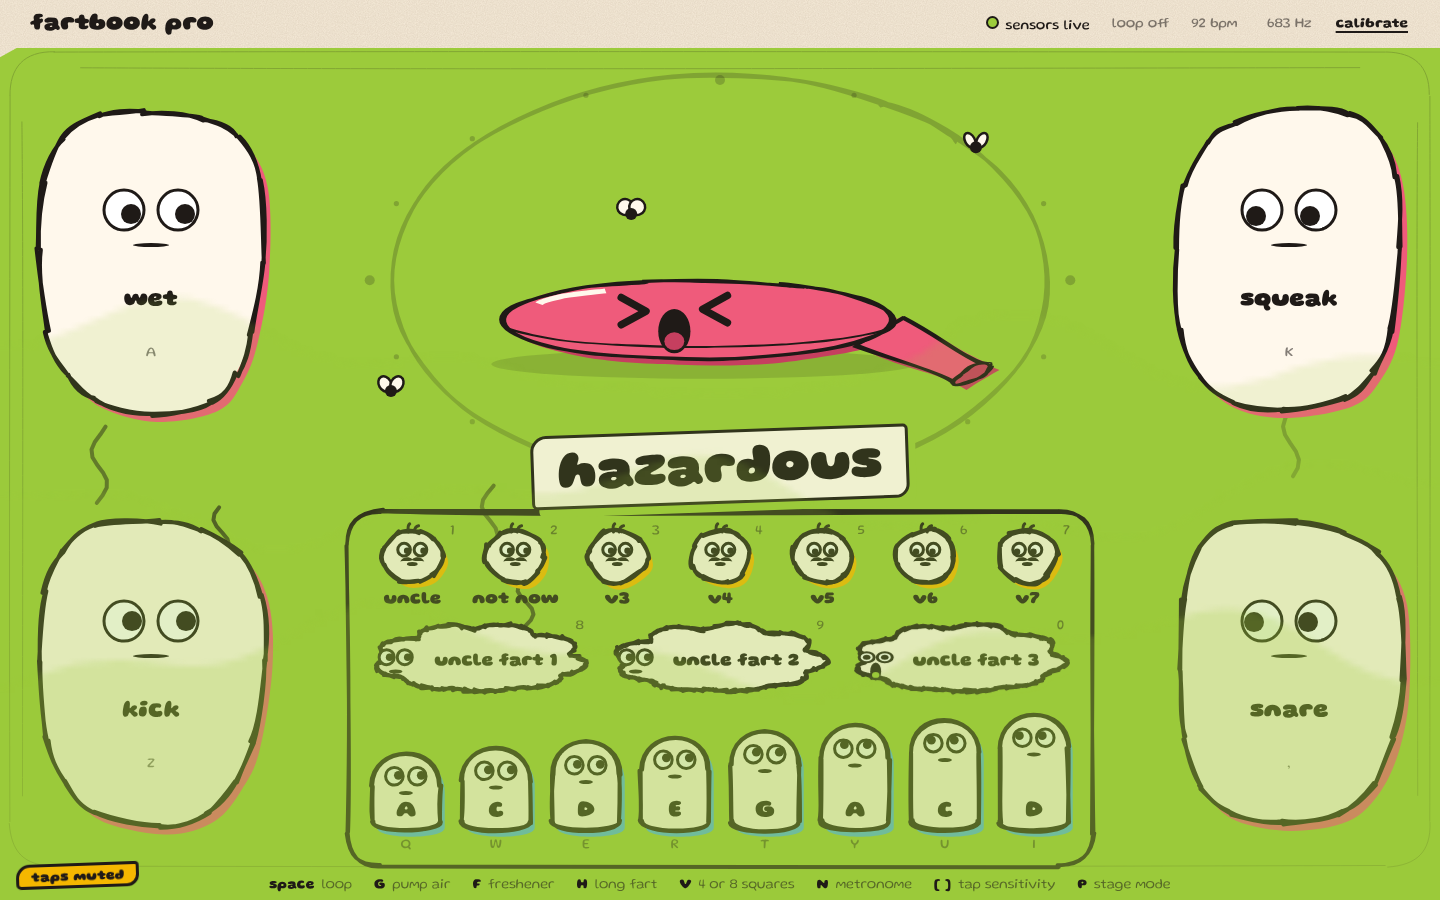 fartbook pro
sensors live loop off 92 bpm 683 Hz calibrate
wet
A
squeak
K
hazardous
1 2 3 4 5 6 7
uncle not now v3 v4 v5 v6 v7
8 9 0
uncle fart 1 uncle fart 2 uncle fart 3
kick
Z
snare
,
A C D E G A C D
Q W E R T Y U I
taps muted
space loop G pump air F freshener H long fart V 4 or 8 squares N metronome [ ] tap sensitivity P stage mode